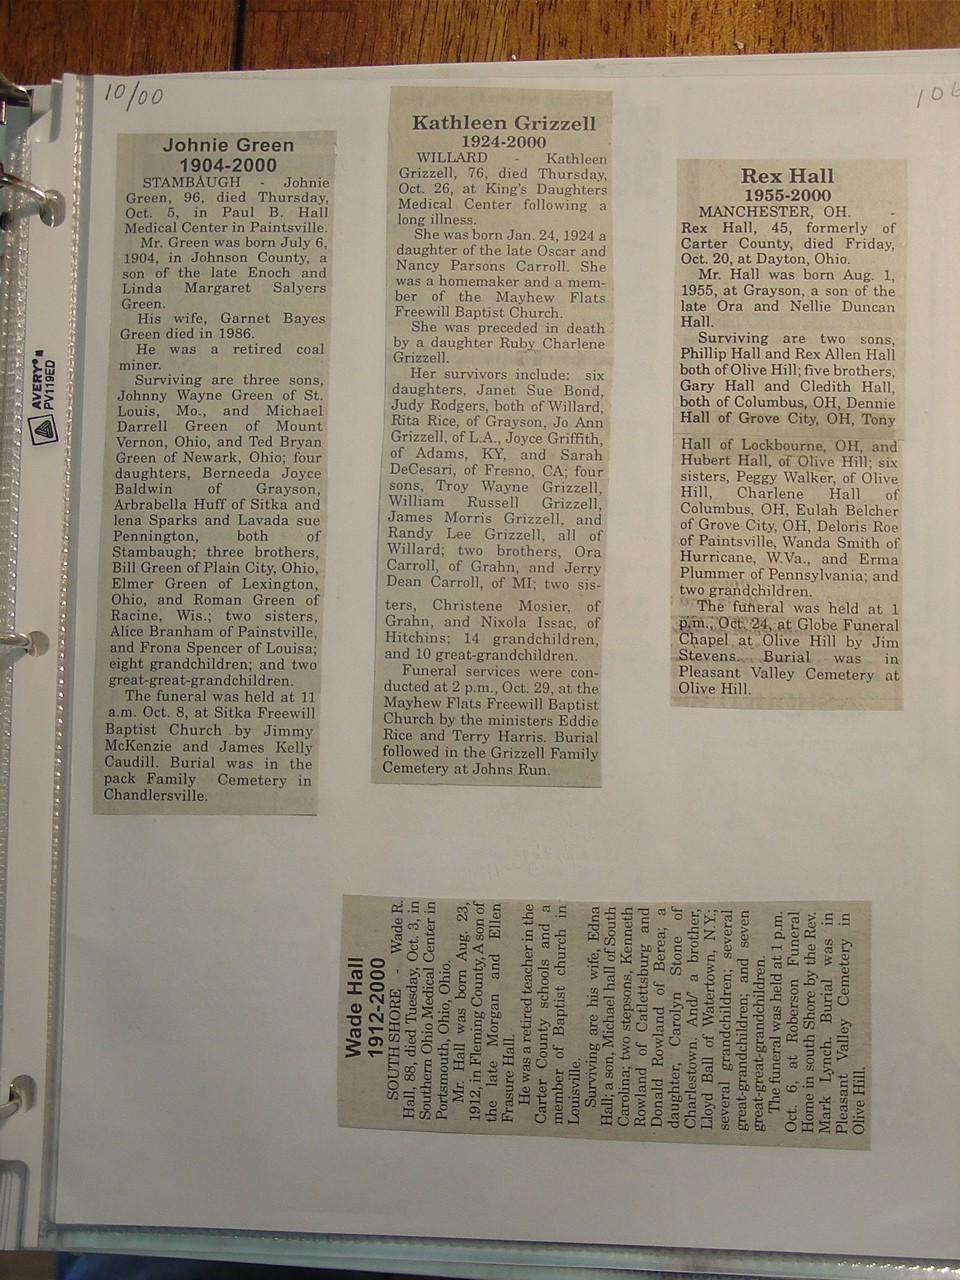 10/00
106
AVERY®
PV119ED
Johnie Green
1904-2000
STAMBAUGH - Johnie
Green, 96, died Thursday,
Oct. 5, in Paul B. Hall
Medical Center in Paintsville.
Mr. Green was born July 6,
1904, in Johnson County, a
son of the late Enoch and
Linda Margaret Salyers
Green.
His wife, Garnet Bayes
Green died in 1986.
He was a retired coal
miner.
Surviving are three sons,
Johnny Wayne Green of St.
Louis, Mo., and Michael
Darrell Green of Mount
Vernon, Ohio, and Ted Bryan
Green of Newark, Ohio; four
daughters, Berneeda Joyce
Baldwin of Grayson,
Arbrabella Huff of Sitka and
lena Sparks and Lavada sue
Pennington, both of
Stambaugh; three brothers,
Bill Green of Plain City, Ohio,
Elmer Green of Lexington,
Ohio, and Roman Green of
Racine, Wis.; two sisters,
Alice Branham of Painstville,
and Frona Spencer of Louisa;
eight grandchildren; and two
great-great-grandchildren.
The funeral was held at 11
a.m. Oct. 8, at Sitka Freewill
Baptist Church by Jimmy
McKenzie and James Kelly
Caudill. Burial was in the
pack Family Cemetery in
Chandlersville.
Kathleen Grizzell
1924-2000
WILLARD - Kathleen
Grizzell, 76, died Thursday,
Oct. 26, at King's Daughters
Medical Center following a
long illness.
She was born Jan. 24, 1924 a
daughter of the late Oscar and
Nancy Parsons Carroll. She
was a homemaker and a mem-
ber of the Mayhew Flats
Freewill Baptist Church.
She was preceded in death
by a daughter Ruby Charlene
Grizzell.
Her survivors include: six
daughters, Janet Sue Bond,
Judy Rodgers, both of Willard,
Rita Rice, of Grayson, Jo Ann
Grizzell, of L.A., Joyce Griffith,
of Adams, KY, and Sarah
DeCesari, of Fresno, CA; four
sons, Troy Wayne Grizzell,
William Russell Grizzell,
James Morris Grizzell, and
Randy Lee Grizzell, all of
Willard; two brothers, Ora
Carroll, of Grahn, and Jerry
Dean Carroll, of MI; two sis-
ters, Christene Mosier, of
Grahn, and Nixola Issac, of
Hitchins; 14 grandchildren,
and 10 great-grandchildren.
Funeral services were con-
ducted at 2 p.m., Oct. 29, at the
Mayhew Flats Freewill Baptist
Church by the ministers Eddie
Rice and Terry Harris. Burial
followed in the Grizzell Family
Cemetery at Johns Run.
Rex Hall
1955-2000
MANCHESTER, OH. -
Rex Hall, 45, formerly of
Carter County, died Friday,
Oct. 20, at Dayton, Ohio.
Mr. Hall was born Aug. 1,
1955, at Grayson, a son of the
late Ora and Nellie Duncan
Hall.
Surviving are two sons,
Phillip Hall and Rex Allen Hall
both of Olive Hill; five brothers,
Gary Hall and Cledith Hall,
both of Columbus, OH, Dennie
Hall of Grove City, OH, Tony
Hall of Lockbourne, OH, and
Hubert Hall, of Olive Hill; six
sisters, Peggy Walker, of Olive
Hill, Charlene Hall of
Columbus, OH, Eulah Belcher
of Grove City, OH, Deloris Roe
of Paintsville, Wanda Smith of
Hurricane, W.Va., and Erma
Plummer of Pennsylvania; and
two grandchildren.
The funeral was held at 1
p.m., Oct. 24, at Globe Funeral
Chapel at Olive Hill by Jim
Stevens. Burial was in
Pleasant Valley Cemetery at
Olive Hill.
Wade Hall
1912-2000
SOUTH SHORE - Wade R.
Hall, 88, died Tuesday, Oct. 3, in
Southern Ohio Medical Center in
Portsmouth, Ohio, Ohio.
Mr. Hall was born Aug. 23,
1912, in Fleming County, A son of
the late Morgan and Ellen
Frasure Hall.
He was a retired teacher in the
Carter County schools and a
member of Baptist church in
Louisville.
Surviving are his wife, Edna
Hall; a son, Michael hall of South
Carolina; two stepsons, Kenneth
Rowland of Catlettsburg and
Donald Rowland of Berea; a
daughter, Carolyn Stone of
Charlestown. And/ a brother,
Lloyd Ball of Watertown, N.Y.;
several grandchildren; several
great-grandchildren; and seven
great-great-grandchildren.
The funeral was held at 1 p.m.
Oct. 6, at Roberson Funeral
Home in south Shore by the Rev.
Mark Lynch. Burial was in
Pleasant Valley Cemetery in
Olive Hill.